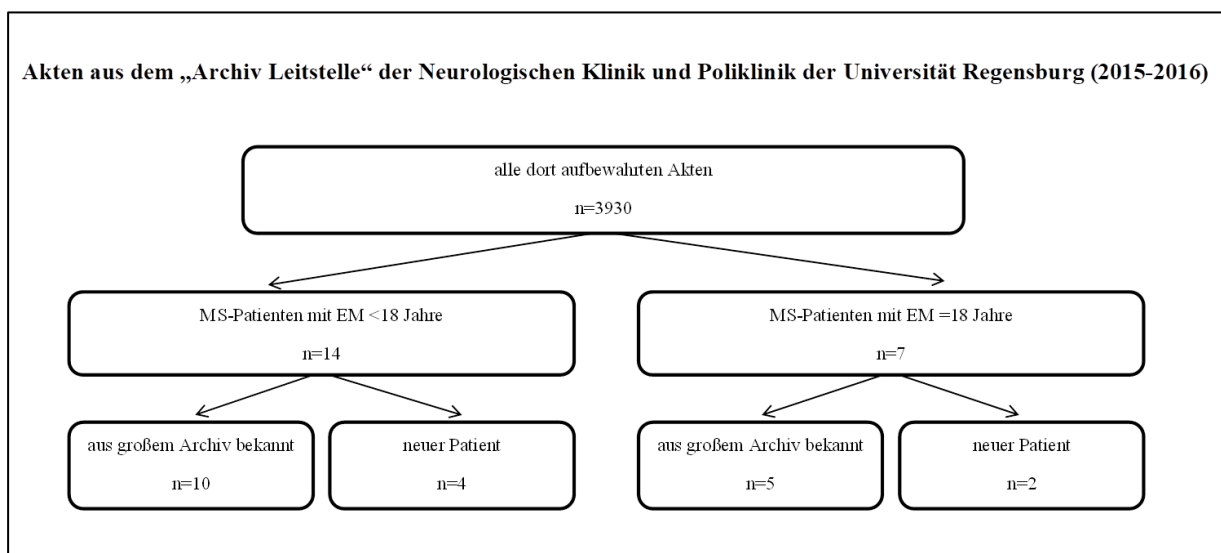 Akten aus dem „Archiv Leitstelle“ der Neurologischen Klinik und Poliklinik der Universität Regensburg (2015-2016)
alle dort aufbewahrten Akten
n=3930
MS-Patienten mit EM <18 Jahre
n=14
MS-Patienten mit EM =18 Jahre
n=7
aus großem Archiv bekannt
n=10
neuer Patient
n=4
aus großem Archiv bekannt
n=5
neuer Patient
n=2